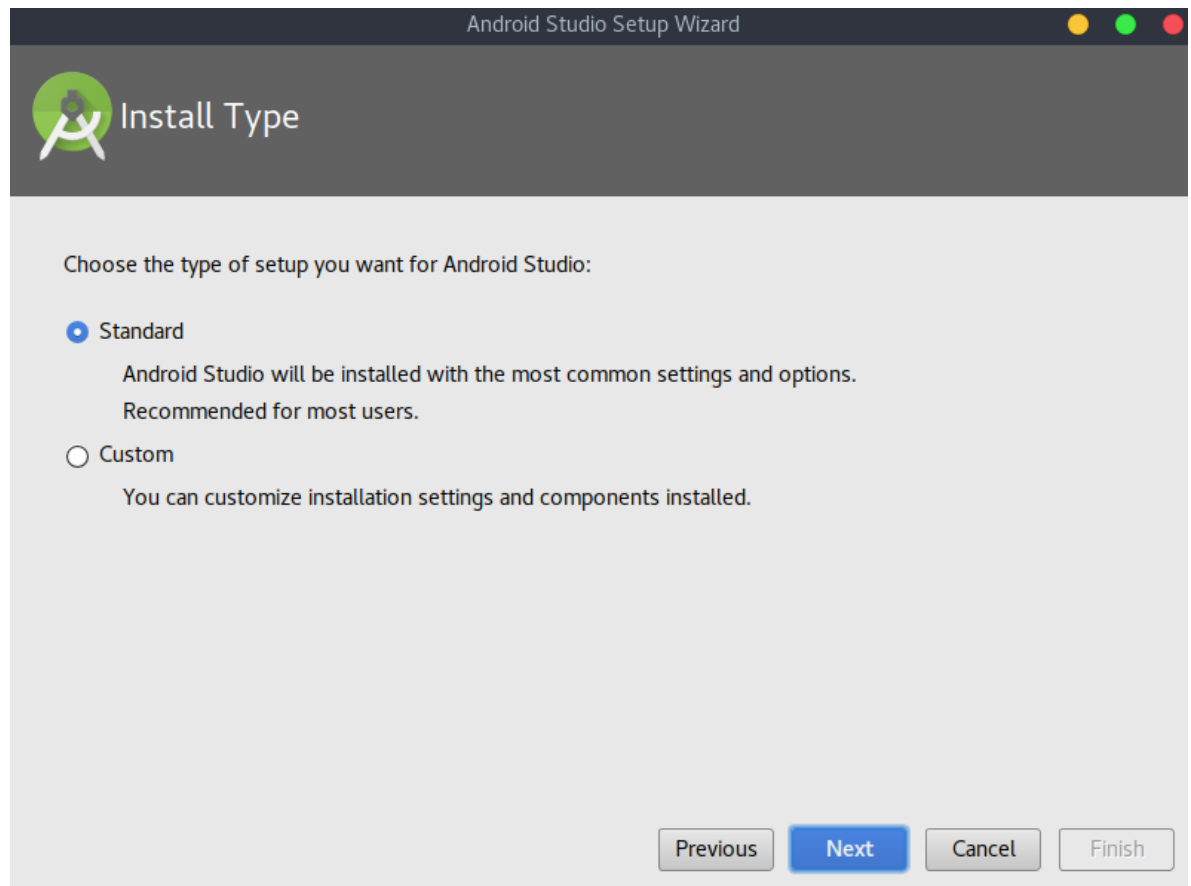 Android Studio Setup Wizard
Install Type
Choose the type of setup you want for Android Studio:
Standard
Android Studio will be installed with the most common settings and options.
Recommended for most users.
Custom
You can customize installation settings and components installed.
Previous Next Cancel Finish